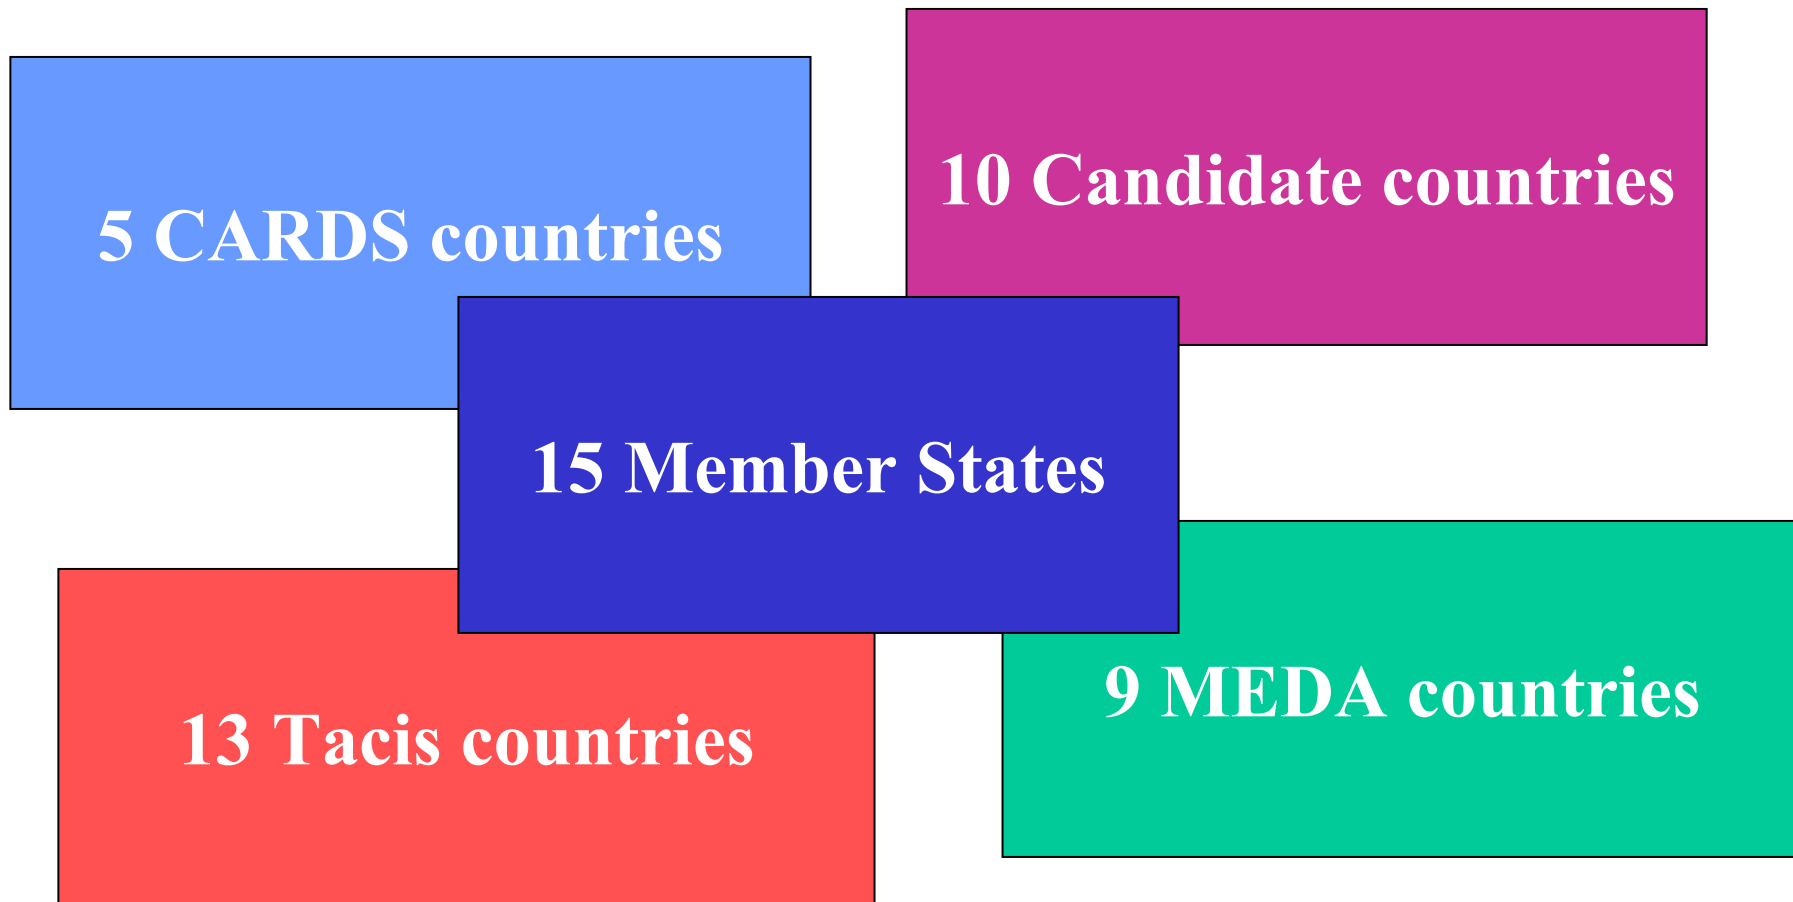 10 Candidate countries
5 CARDS countries
15 Member States
9 MEDA countries
13 Tacis countries